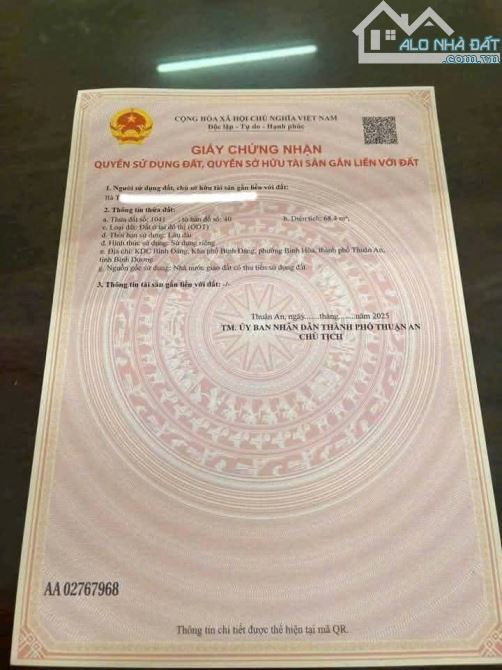 ALO NHÀ ĐẤT
.com.vn
CỘNG HÒA XÃ HỘI CHỦ NGHĨA VIỆT NAM
Độc lập - Tự do - Hạnh phúc
GIẤY CHỨNG NHẬN
QUYỀN SỬ DỤNG ĐẤT, QUYỀN SỞ HỮU TÀI SẢN GẮN LIỀN VỚI ĐẤT
1. Người sử dụng đất, chủ sở hữu tài sản gắn liền với đất:
Bà T
2. Thông tin thửa đất:
a. Thửa đất số: 1041 ; tờ bản đồ số: 40 b. Diện tích: 68.4 m²,
c. Loại đất: Đất ở tại đô thị (ODT)
d. Thời hạn sử dụng: Lâu dài
đ. Hình thức sử dụng: Sử dụng riêng
e. Địa chỉ: KDC Bình Đáng, Khu phố Bình Đáng, phường Bình Hòa, thành phố Thuận An,
tỉnh Bình Dương
g. Nguồn gốc sử dụng: Nhà nước giao đất có thu tiền sử dụng đất.
3. Thông tin tài sản gắn liền với đất: -/-
Thuận An, ngày......tháng.......năm 2025
TM. ỦY BAN NHÂN DÂN THÀNH PHỐ THUẬN AN
CHỦ TỊCH
AA 02767968
Thông tin chi tiết được thể hiện tại mã QR.